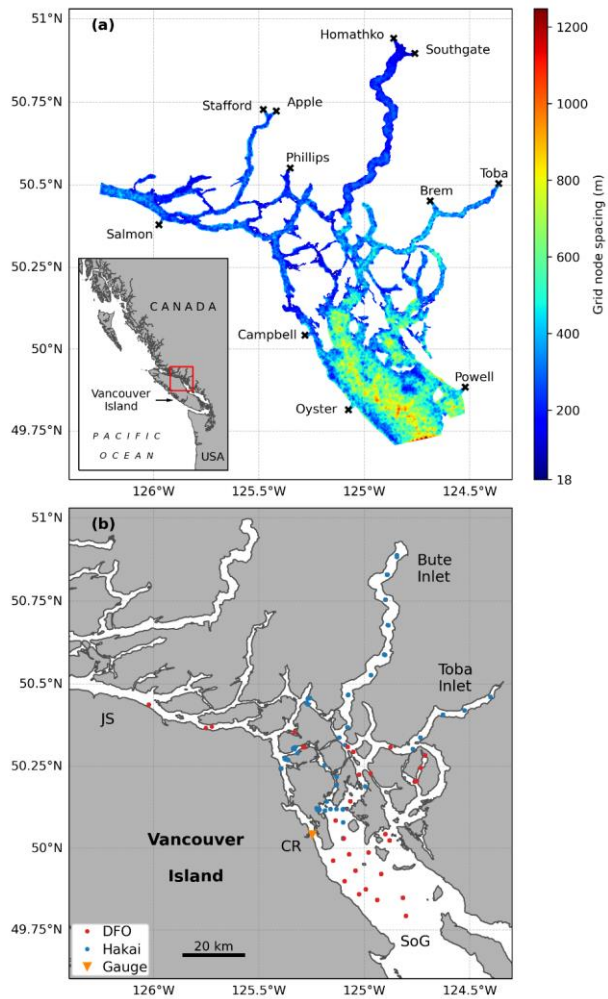 51°N
(a)
Homathko
Southgate
50.75°N
Stafford
Apple
Phillips
Toba
50.5°N
Brem
Salmon
50.25°N
CANADA
50°N
Campbell
Powell
Vancouver
Island
Oyster
49.75°N
PACIFIC
OCEAN
USA
126°W
125.5°W
125°W
124.5°W
1200
1000
800
600
400
200
18
Grid node spacing (m)
51°N
(b)
Bute
Inlet
50.75°N
Toba
Inlet
50.5°N
JS
50.25°N
Vancouver
Island
CR
50°N
49.75°N
DFO
Hakai
Gauge
20 km
SoG
126°W
125.5°W
125°W
124.5°W